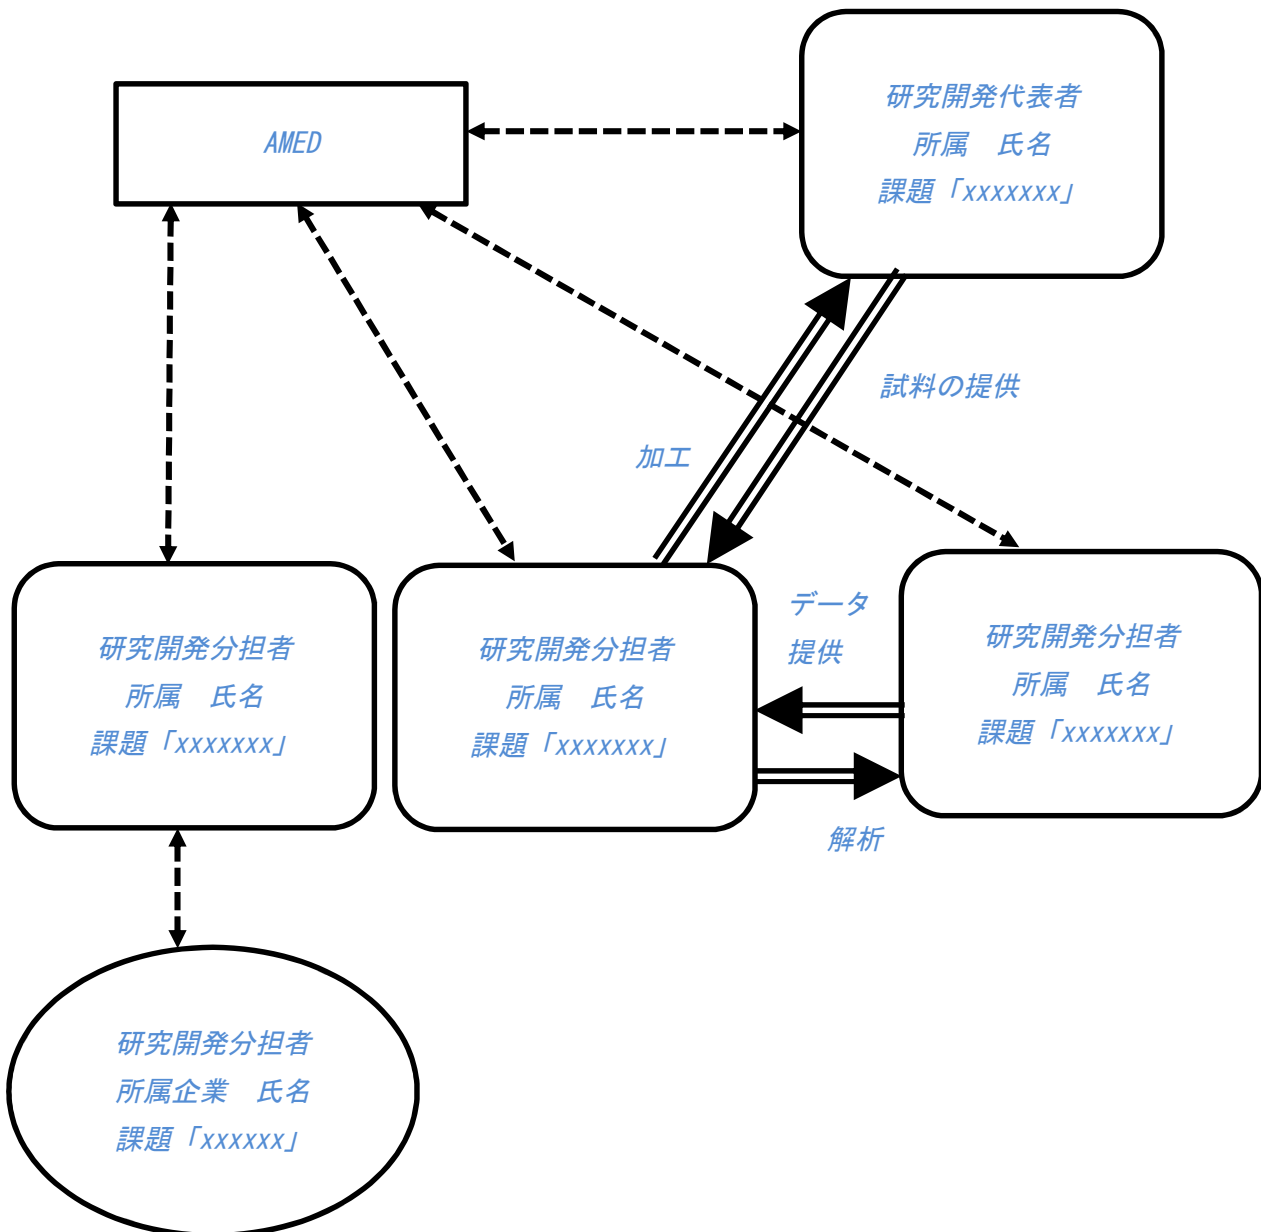 研究開発代表者
所属　氏名
課題「xxxxxxx」
AMED
試料の提供
加工
データ
提供
研究開発分担者
所属　氏名
課題「xxxxxxx」
研究開発分担者
所属　氏名
課題「xxxxxxx」
研究開発分担者
所属　氏名
課題「xxxxxxx」
解析
研究開発分担者
所属企業　氏名
課題「xxxxxx」